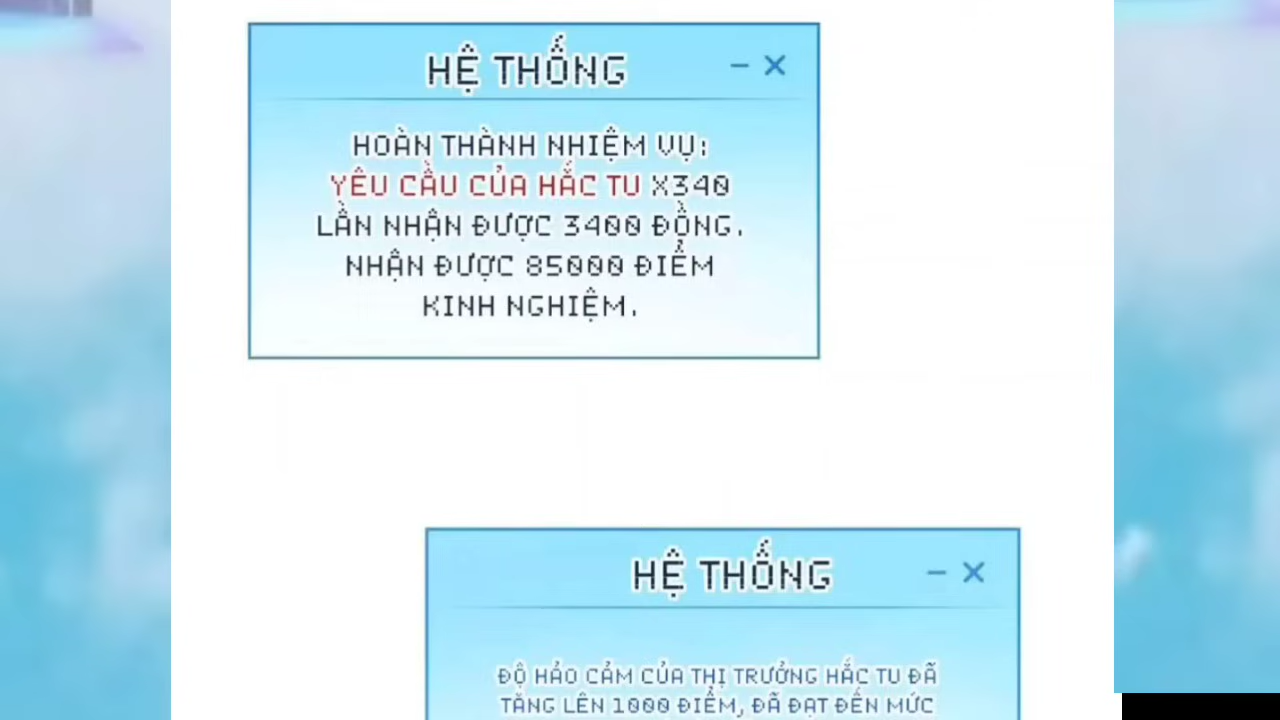 HỆ THỐNG
HOÀN THÀNH NHIỆM VỤ:
YÊU CẦU CỦA HẮC TU X340
LẦN NHẬN ĐƯỢC 3400 ĐỒNG.
NHẬN ĐƯỢC 85000 ĐIỂM
KINH NGHIỆM.
HỆ THỐNG
ĐỘ HẢO CẢM CỦA THỊ TRƯỞNG HẮC TU ĐÃ
TĂNG LÊN 1000 ĐIỂM, ĐÃ ĐẠT ĐẾN MỨC